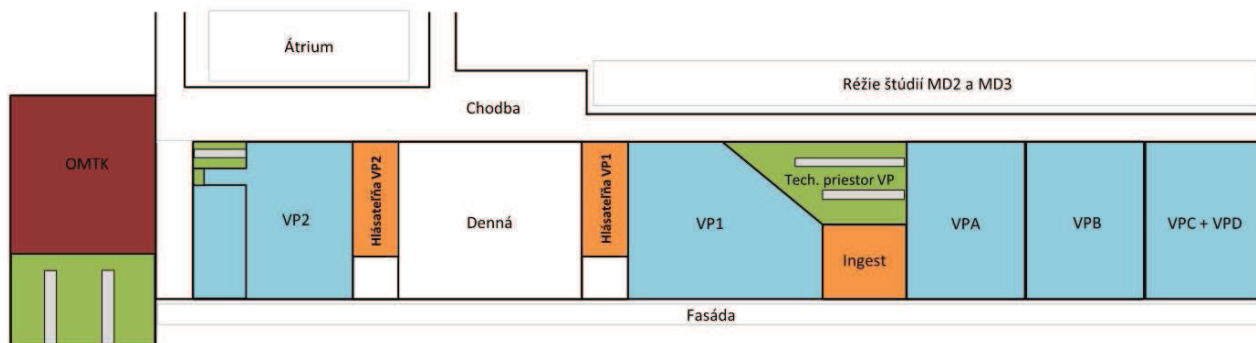 Átrium
Réžie štúdií MD2 a MD3
Chodba
OMTK
VP2
Hlásateľňa VP2
Denná
Hlásateľňa VP1
VP1
Tech. priestor VP
Ingest
VPA
VPB
VPC + VPD
Fasáda